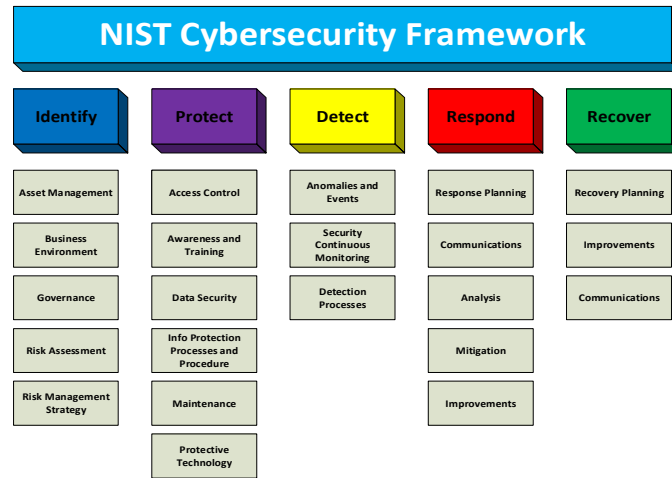 NIST Cybersecurity Framework
Identify
Protect
Detect
Respond
Recover
Asset Management
Business
Environment
Governance
Risk Assessment
Risk Management
Strategy
Access Control
Awareness and
Training
Data Security
Info Protection
Processes and
Procedure
Maintenance
Protective
Technology
Anomalies and
Events
Security
Continuous
Monitoring
Detection
Processes
Response Planning
Communications
Analysis
Mitigation
Improvements
Recovery Planning
Improvements
Communications